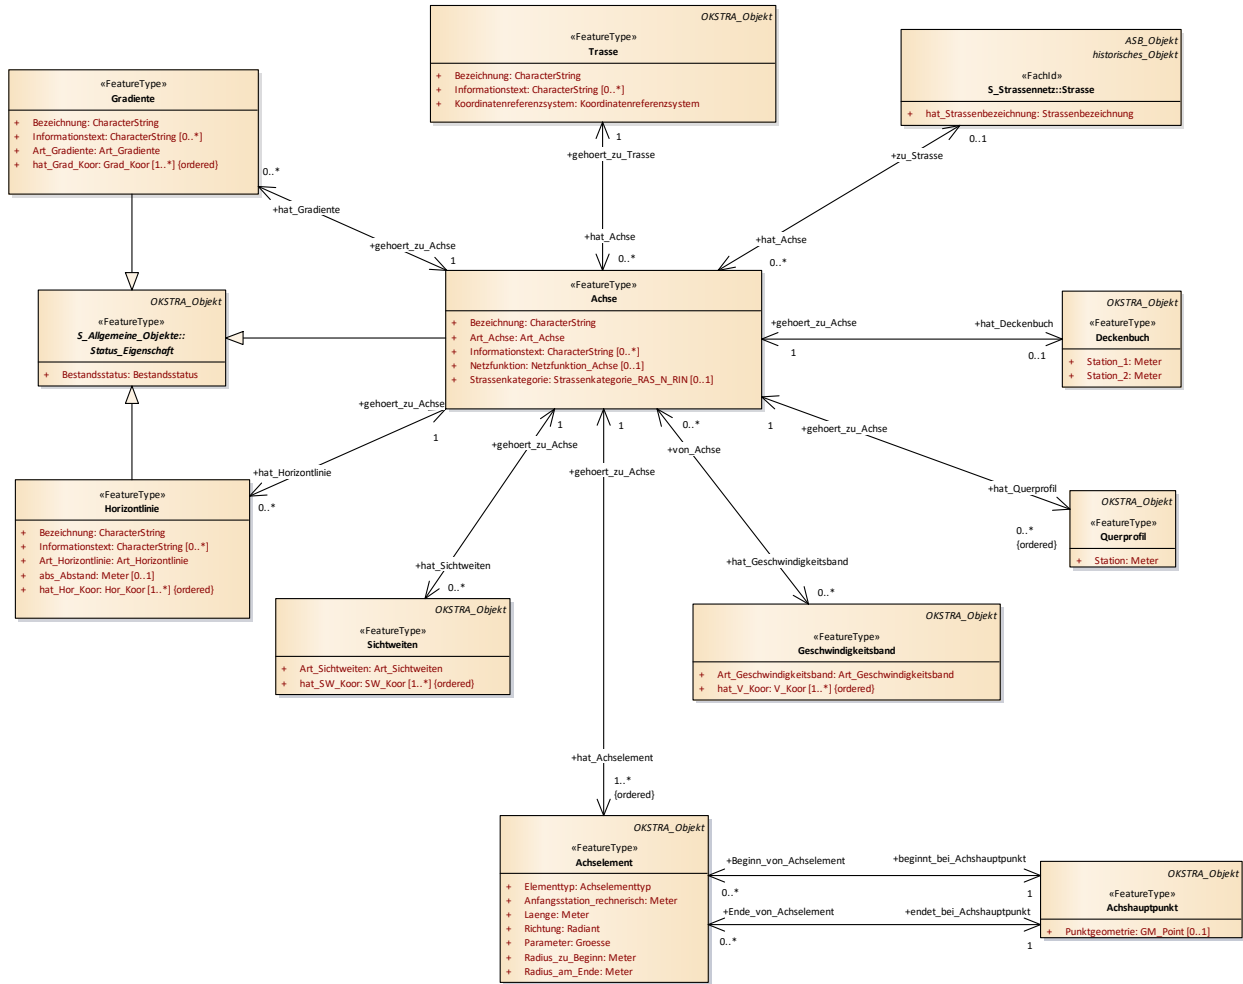 OKSTRA_Objekt
«FeatureType»
Trasse
+ Bezeichnung: CharacterString
+ Informationstext: CharacterString [0..*]
+ Koordinatenreferenzsystem: Koordinatenreferenzsystem
ASB_Objekt
historisches_Objekt
«FachId»
S_Strassennetz::Strasse
+ hat_Strassenbezeichnung: Strassenbezeichnung
«FeatureType»
Gradiente
+ Bezeichnung: CharacterString
+ Informationstext: CharacterString [0..*]
+ Art_Gradiente: Art_Gradiente
+ hat_Grad_Koor: Grad_Koor [1..*] {ordered}
1
+gehoert_zu_Trasse
+hat_Achse
0..*
0..1
+zu_Strasse
+hat_Achse
0..*
0..*
+hat_Gradiente
+gehoert_zu_Achse
1
OKSTRA_Objekt
«FeatureType»
S_Allgemeine_Objekte::
Status_Eigenschaft
+ Bestandsstatus: Bestandsstatus
«FeatureType»
Achse
+ Bezeichnung: CharacterString
+ Art_Achse: Art_Achse
+ Informationstext: CharacterString [0..*]
+ Netzfunktion: Netzfunktion_Achse [0..1]
+ Strassenkategorie: Strassenkategorie_RAS_N_RIN [0..1]
+gehoert_zu_Achse
1
+hat_Deckenbuch
0..1
OKSTRA_Objekt
«FeatureType»
Deckenbuch
+ Station_1: Meter
+ Station_2: Meter
+gehoert_zu_Achse
1
+hat_Horizontlinie
0..*
1
+gehoert_zu_Achse
+hat_Sichtweiten
0..*
1
+gehoert_zu_Achse
+hat_Achselement
1..*
{ordered}
0..*
+von_Achse
+hat_Geschwindigkeitsband
0..*
1
+gehoert_zu_Achse
+hat_Querprofil
0..*
{ordered}
OKSTRA_Objekt
«FeatureType»
Querprofil
+ Station: Meter
«FeatureType»
Horizontlinie
+ Bezeichnung: CharacterString
+ Informationstext: CharacterString [0..*]
+ Art_Horizontlinie: Art_Horizontlinie
+ abs_Abstand: Meter [0..1]
+ hat_Hor_Koor: Hor_Koor [1..*] {ordered}
OKSTRA_Objekt
«FeatureType»
Sichtweiten
+ Art_Sichtweiten: Art_Sichtweiten
+ hat_SW_Koor: SW_Koor [1..*] {ordered}
OKSTRA_Objekt
«FeatureType»
Geschwindigkeitsband
+ Art_Geschwindigkeitsband: Art_Geschwindigkeitsband
+ hat_V_Koor: V_Koor [1..*] {ordered}
OKSTRA_Objekt
«FeatureType»
Achselement
+ Elementtyp: Achselementtyp
+ Anfangsstation_rechnerisch: Meter
+ Laenge: Meter
+ Richtung: Radiant
+ Parameter: Groesse
+ Radius_zu_Beginn: Meter
+ Radius_am_Ende: Meter
+Beginn_von_Achselement
0..*
+beginnt_bei_Achshauptpunkt
1
+Ende_von_Achselement
0..*
+endet_bei_Achshauptpunkt
1
OKSTRA_Objekt
«FeatureType»
Achshauptpunkt
+ Punktgeometrie: GM_Point [0..1]